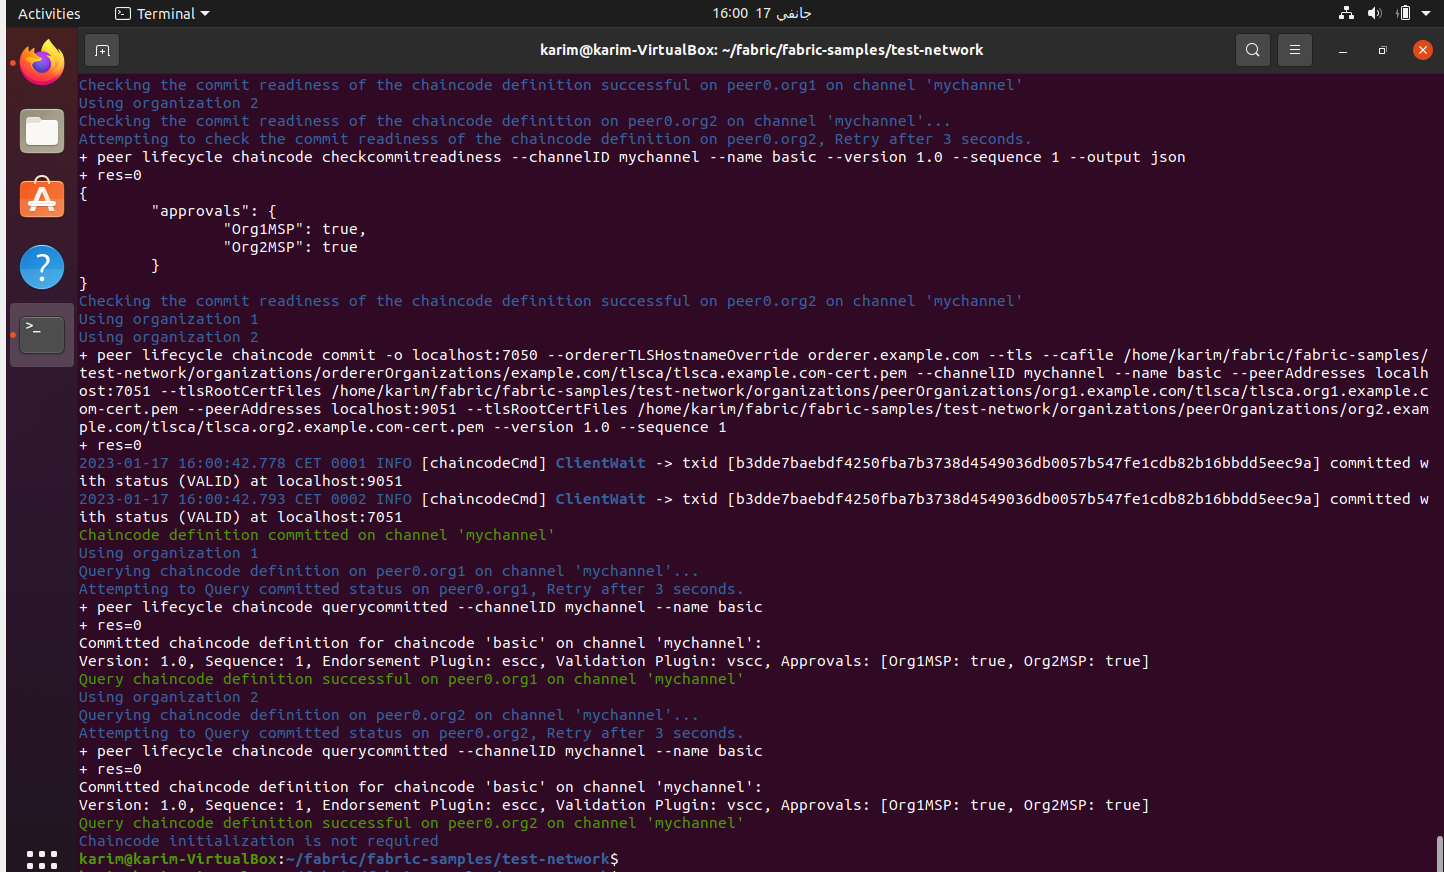 Activities
Terminal
16:00 17 جانفي
karim@karim-VirtualBox: ~/fabric/fabric-samples/test-network
Checking the commit readiness of the chaincode definition successful on peer0.org1 on channel 'mychannel'
Using organization 2
Checking the commit readiness of the chaincode definition on peer0.org2 on channel 'mychannel'...
Attempting to check the commit readiness of the chaincode definition on peer0.org2, Retry after 3 seconds.
+ peer lifecycle chaincode checkcommitreadiness --channelID mychannel --name basic --version 1.0 --sequence 1 --output json
+ res=0
{
"approvals": {
"Org1MSP": true,
"Org2MSP": true
}
}
Checking the commit readiness of the chaincode definition successful on peer0.org2 on channel 'mychannel'
Using organization 1
Using organization 2
+ peer lifecycle chaincode commit -o localhost:7050 --ordererTLSHostnameOverride orderer.example.com --tls --cafile /home/karim/fabric/fabric-samples/
test-network/organizations/ordererOrganizations/example.com/tlsca/tlsca.example.com-cert.pem --channelID mychannel --name basic --peerAddresses localh
ost:7051 --tlsRootCertFiles /home/karim/fabric/fabric-samples/test-network/organizations/peerOrganizations/org1.example.com/tlsca/tlsca.org1.example.c
om-cert.pem --peerAddresses localhost:9051 --tlsRootCertFiles /home/karim/fabric/fabric-samples/test-network/organizations/peerOrganizations/org2.exam
ple.com/tlsca/tlsca.org2.example.com-cert.pem --version 1.0 --sequence 1
+ res=0
2023-01-17 16:00:42.778 CET 0001 INFO [chaincodeCmd] ClientWait -> txid [b3dde7baebdf4250fba7b3738d4549036db0057b547fe1cdb82b16bbdd5eec9a] committed w
ith status (VALID) at localhost:9051
2023-01-17 16:00:42.793 CET 0002 INFO [chaincodeCmd] ClientWait -> txid [b3dde7baebdf4250fba7b3738d4549036db0057b547fe1cdb82b16bbdd5eec9a] committed w
ith status (VALID) at localhost:7051
Chaincode definition committed on channel 'mychannel'
Using organization 1
Querying chaincode definition on peer0.org1 on channel 'mychannel'...
Attempting to Query committed status on peer0.org1, Retry after 3 seconds.
+ peer lifecycle chaincode querycommitted --channelID mychannel --name basic
+ res=0
Committed chaincode definition for chaincode 'basic' on channel 'mychannel':
Version: 1.0, Sequence: 1, Endorsement Plugin: escc, Validation Plugin: vscc, Approvals: [Org1MSP: true, Org2MSP: true]
Query chaincode definition successful on peer0.org1 on channel 'mychannel'
Using organization 2
Querying chaincode definition on peer0.org2 on channel 'mychannel'...
Attempting to Query committed status on peer0.org2, Retry after 3 seconds.
+ peer lifecycle chaincode querycommitted --channelID mychannel --name basic
+ res=0
Committed chaincode definition for chaincode 'basic' on channel 'mychannel':
Version: 1.0, Sequence: 1, Endorsement Plugin: escc, Validation Plugin: vscc, Approvals: [Org1MSP: true, Org2MSP: true]
Query chaincode definition successful on peer0.org2 on channel 'mychannel'
Chaincode initialization is not required
karim@karim-VirtualBox:~/fabric/fabric-samples/test-network$